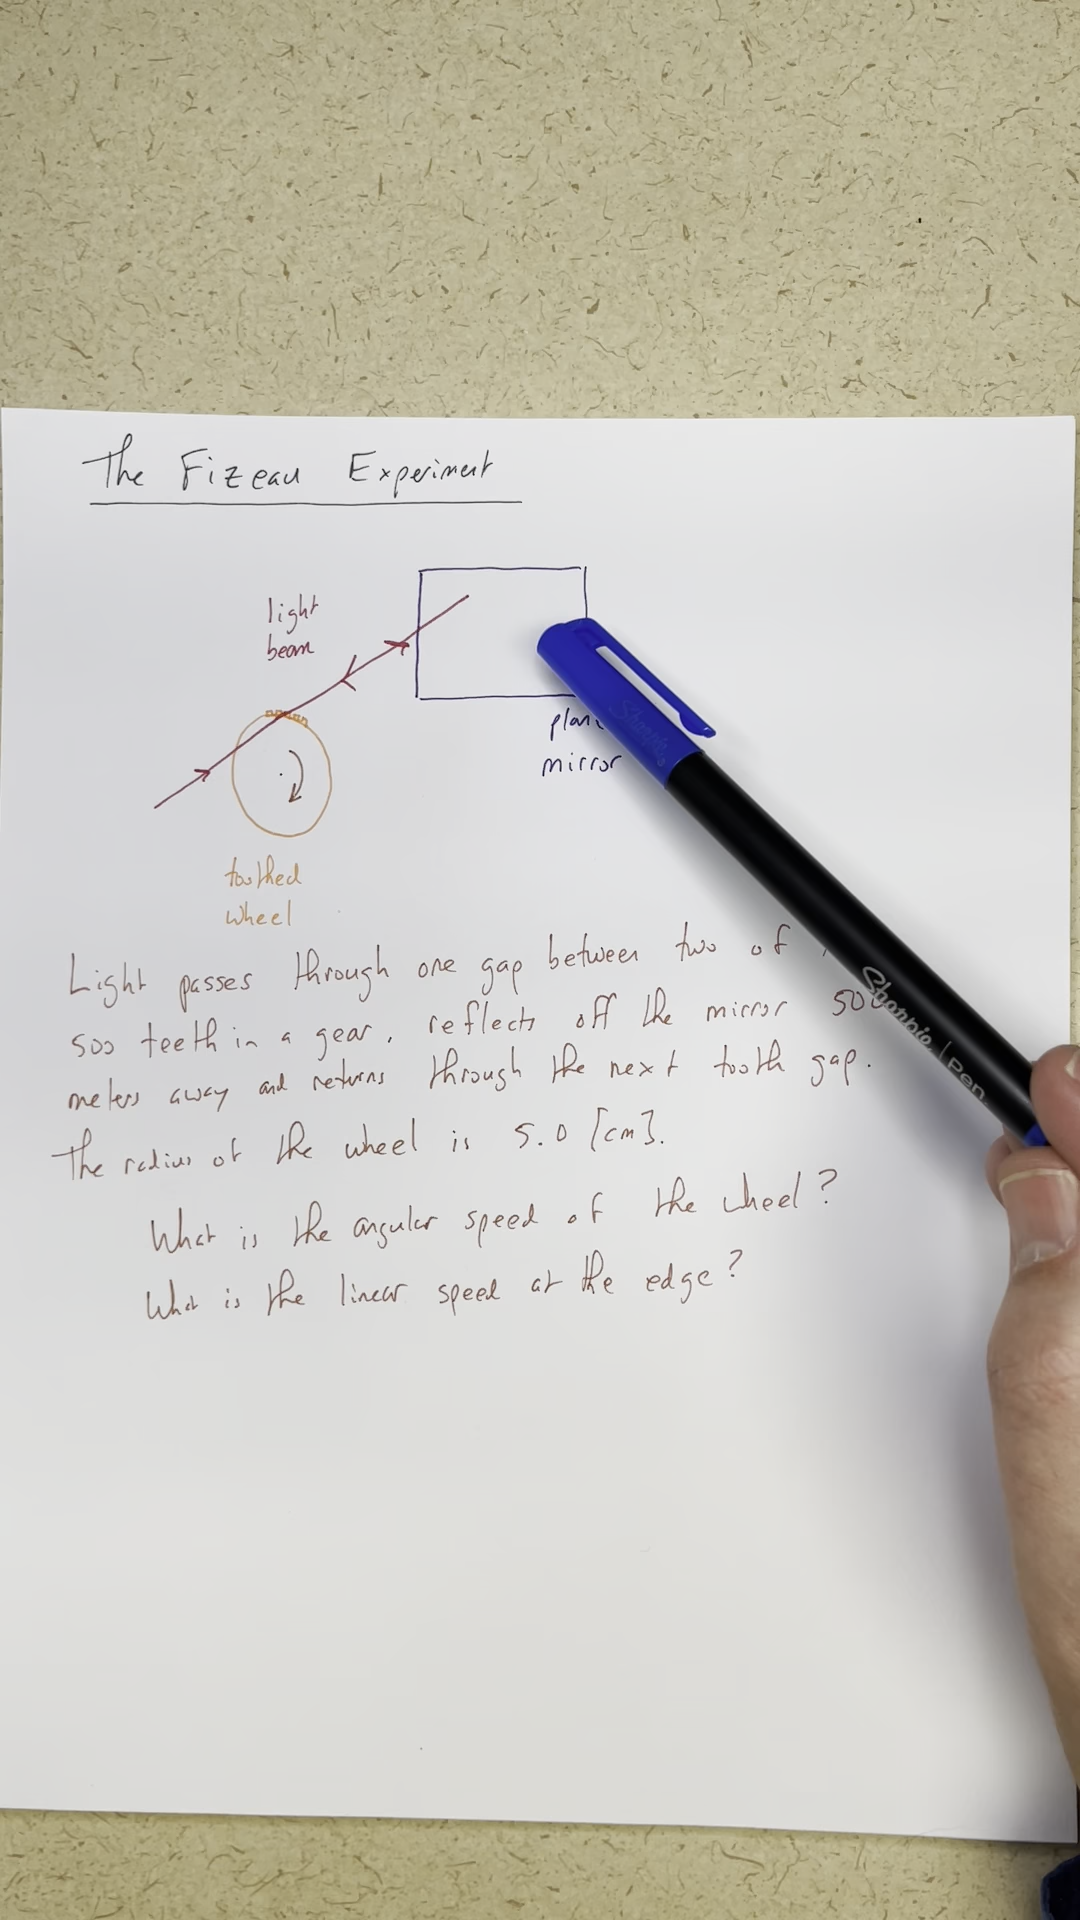 The Fizeau Experiment
light
beam
mirror
toothed
wheel
Light passes through one gap between two of
500 teeth in a gear, reflects off the mirror
meters away and returns through the next tooth gap.
The radius of the wheel is 5.0 [cm].
What is the angular speed of the wheel?
What is the linear speed at the edge?
Sharpie
Sharpie | Pen